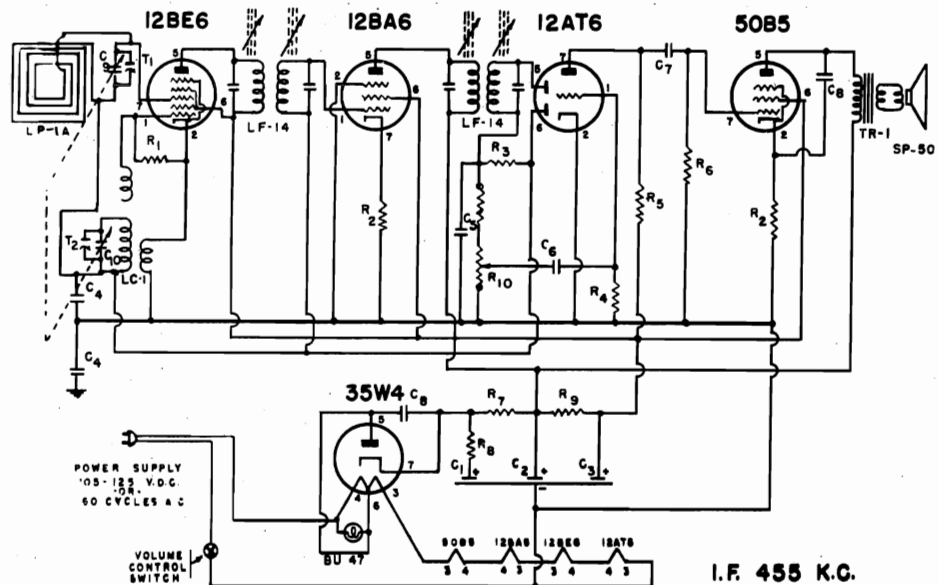 12BE6 12BA6 12AT6 50B5
LP-1A
C9 T1
5 7 6 1 2
R1
LF-14
5 2 1 6 7
R2
LF-14
5 7 6 1 2
R3
C5
R10
C6
R4
R5
C7
R6
5 7 6 1 2
R2
C8
TR-1
SP-50
T2 C10
LC-1
C4
C4
35W4
5 7 4 6 3
C8
R7
R9
R8
C1 + C2 + C3 +
-
POWER SUPPLY
105-125 V.D.C.
-OR-
60 CYCLES A C
BU 47
VOLUME
CONTROL
SWITCH
50B5 12BA6 12BE6 12AT6
3 4 4 3 3 4 4 3
I.F. 455 K.C.